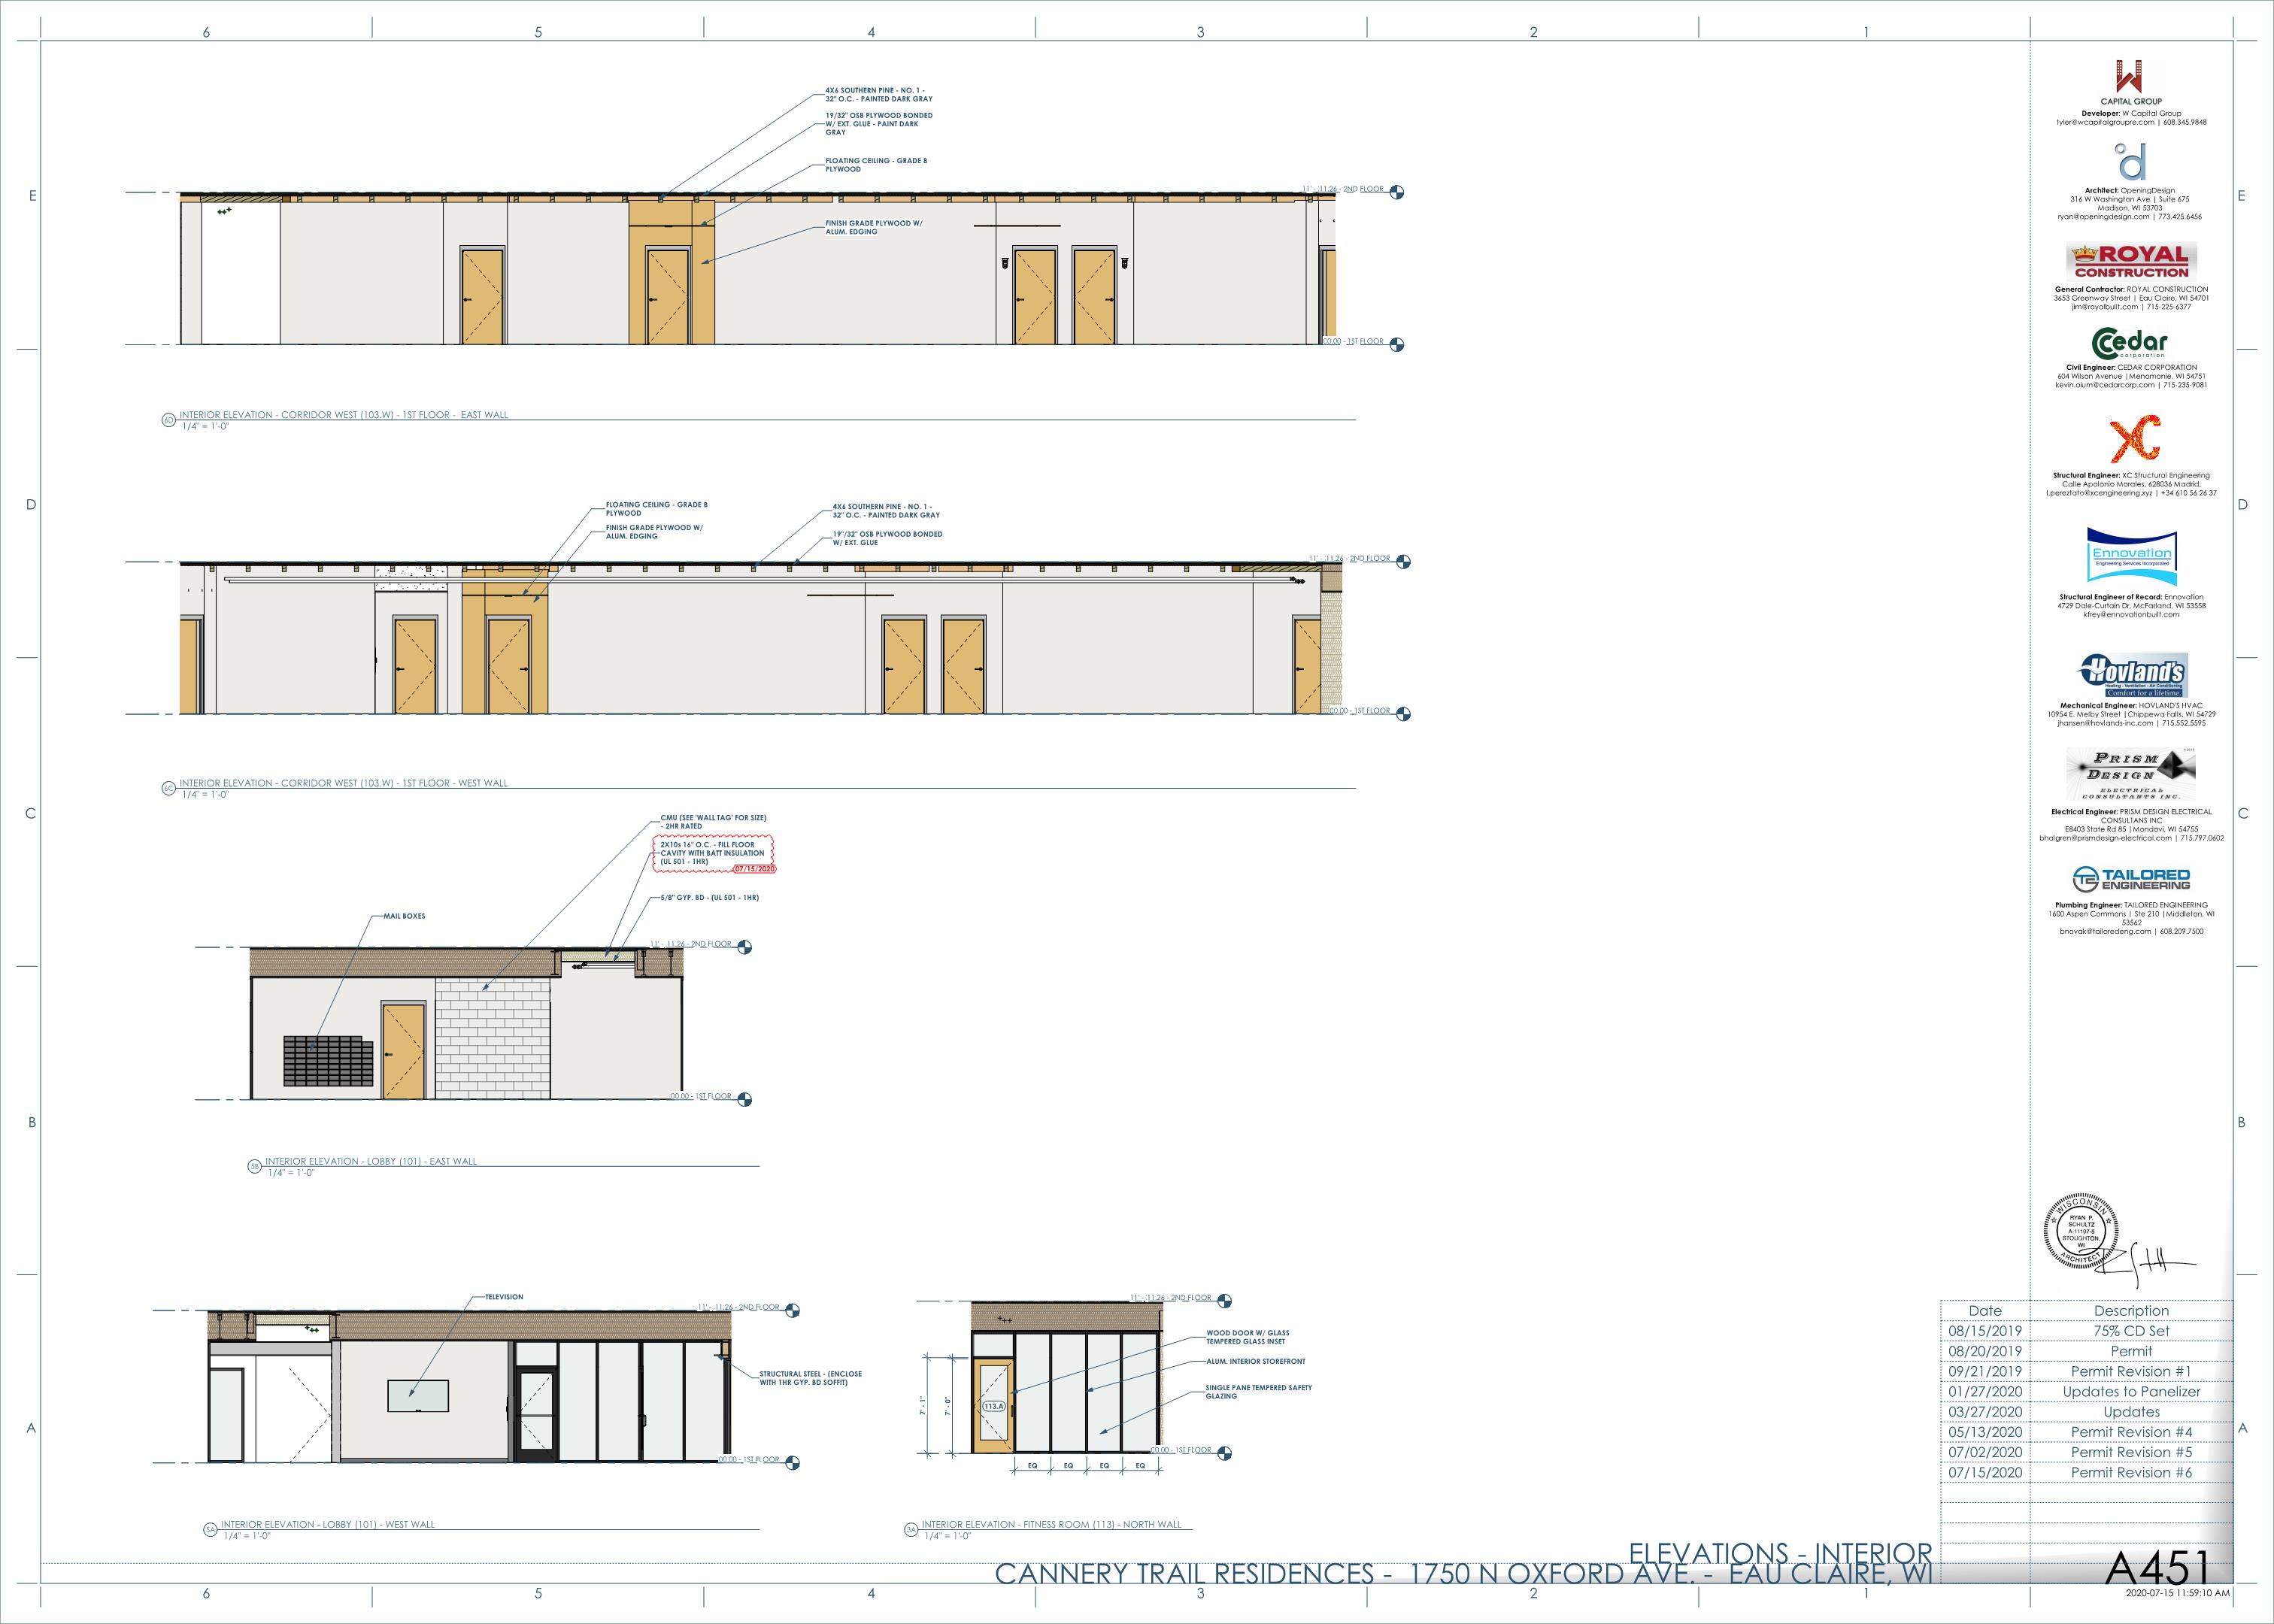 6 5 4 3 2 1
E
D
C
B
A
E
D
C
B
A
4X6 SOUTHERN PINE - NO. 1 -
32" O.C. - PAINTED DARK GRAY
19/32" OSB PLYWOOD BONDED
W/ EXT. GLUE - PAINT DARK
GRAY
FLOATING CEILING - GRADE B
PLYWOOD
FINISH GRADE PLYWOOD W/
ALUM. EDGING
11' - 11.26 - 2ND FLOOR
00.00 - 1ST FLOOR
6D
INTERIOR ELEVATION - CORRIDOR WEST (103.W) - 1ST FLOOR - EAST WALL
1/4" = 1'-0"
FLOATING CEILING - GRADE B
PLYWOOD
FINISH GRADE PLYWOOD W/
ALUM. EDGING
4X6 SOUTHERN PINE - NO. 1 -
32" O.C. - PAINTED DARK GRAY
19"/32 OSB PLYWOOD BONDED
W/ EXT. GLUE
11' - 11.26 - 2ND FLOOR
00.00 - 1ST FLOOR
6C
INTERIOR ELEVATION - CORRIDOR WEST (103.W) - 1ST FLOOR - WEST WALL
1/4" = 1'-0"
CMU (SEE 'WALL TAG' FOR SIZE)
- 2HR RATED
2X10s 16" O.C. - FILL FLOOR
CAVITY WITH BATT INSULATION
(UL 501 - 1HR)
07/15/2020
5/8" GYP. BD - (UL 501 - 1HR)
MAIL BOXES
11' - 11.26 - 2ND FLOOR
00.00 - 1ST FLOOR
5B
INTERIOR ELEVATION - LOBBY (101) - EAST WALL
1/4" = 1'-0"
TELEVISION
11' - 11.26 - 2ND FLOOR
STRUCTURAL STEEL - (ENCLOSE
WITH 1HR GYP. BD SOFFIT)
00.00 - 1ST FLOOR
5A
INTERIOR ELEVATION - LOBBY (101) - WEST WALL
1/4" = 1'-0"
11' - 11.26 - 2ND FLOOR
WOOD DOOR W/ GLASS
TEMPERED GLASS INSET
ALUM. INTERIOR STOREFRONT
SINGLE PANE TEMPERED SAFETY
GLAZING
7' - 1"
7' - 0"
113.A
00.00 - 1ST FLOOR
EQ EQ EQ EQ
3A
INTERIOR ELEVATION - FITNESS ROOM (113) - NORTH WALL
1/4" = 1'-0"
W
CAPITAL GROUP
Developer: W Capital Group
tyler@wcapitalgroupre.com | 608.345.9848
d
Architect: OpeningDesign
316 W Washington Ave | Suite 675
Madison, WI 53703
ryan@openingdesign.com | 773.425.6456
ROYAL
CONSTRUCTION
General Contractor: ROYAL CONSTRUCTION
3653 Greenway Street | Eau Claire, WI 54701
jim@royalbuilt.com | 715-225-6377
Cedar
corporation
Civil Engineer: CEDAR CORPORATION
604 Wilson Avenue |Menomonie, WI 54751
kevin.oium@cedarcorp.com | 715-235-9081
XC
Structural Engineer: XC Structural Engineering
Calle Apolonio Morales, 628036 Madrid,
l.pereztato@xcengineering.xyz | +34 610 56 26 37
Ennovation
Engineering Services Incorporated
Structural Engineer of Record: Ennovation
4729 Dale-Curtain Dr, McFarland, WI 53558
kfrey@ennovationbuilt.com
Hovland's
Heating - Ventilation - Air Conditioning
Comfort for a lifetime.
Mechanical Engineer: HOVLAND'S HVAC
10954 E. Melby Street |Chippewa Falls, WI 54729
jhansen@hovlands-inc.com | 715.552.5595
PRISM
DESIGN
ELECTRICAL
CONSULTANTS INC.
Electrical Engineer: PRISM DESIGN ELECTRICAL
CONSULTANS INC
E8403 State Rd 85 |Mandovi, WI 54755
bhalgren@prismdesign-electrical.com | 715.797.0602
TE TAILORED
ENGINEERING
Plumbing Engineer: TAILORED ENGINEERING
1600 Aspen Commons | Ste 210 |Middleton, WI
53562
bnovak@tailoredeng.com | 608.209.7500
WISCONSIN
RYAN P.
SCHULTZ
A-11197-5
STOUGHTON,
WI
ARCHITECT
Date Description
08/15/2019 75% CD Set
08/20/2019 Permit
09/21/2019 Permit Revision #1
01/27/2020 Updates to Panelizer
03/27/2020 Updates
05/13/2020 Permit Revision #4
07/02/2020 Permit Revision #5
07/15/2020 Permit Revision #6
ELEVATIONS - INTERIOR
CANNERY TRAIL RESIDENCES - 1750 N OXFORD AVE. - EAU CLAIRE, WI
A451
2020-07-15 11:59:10 AM
6 5 4 3 2 1